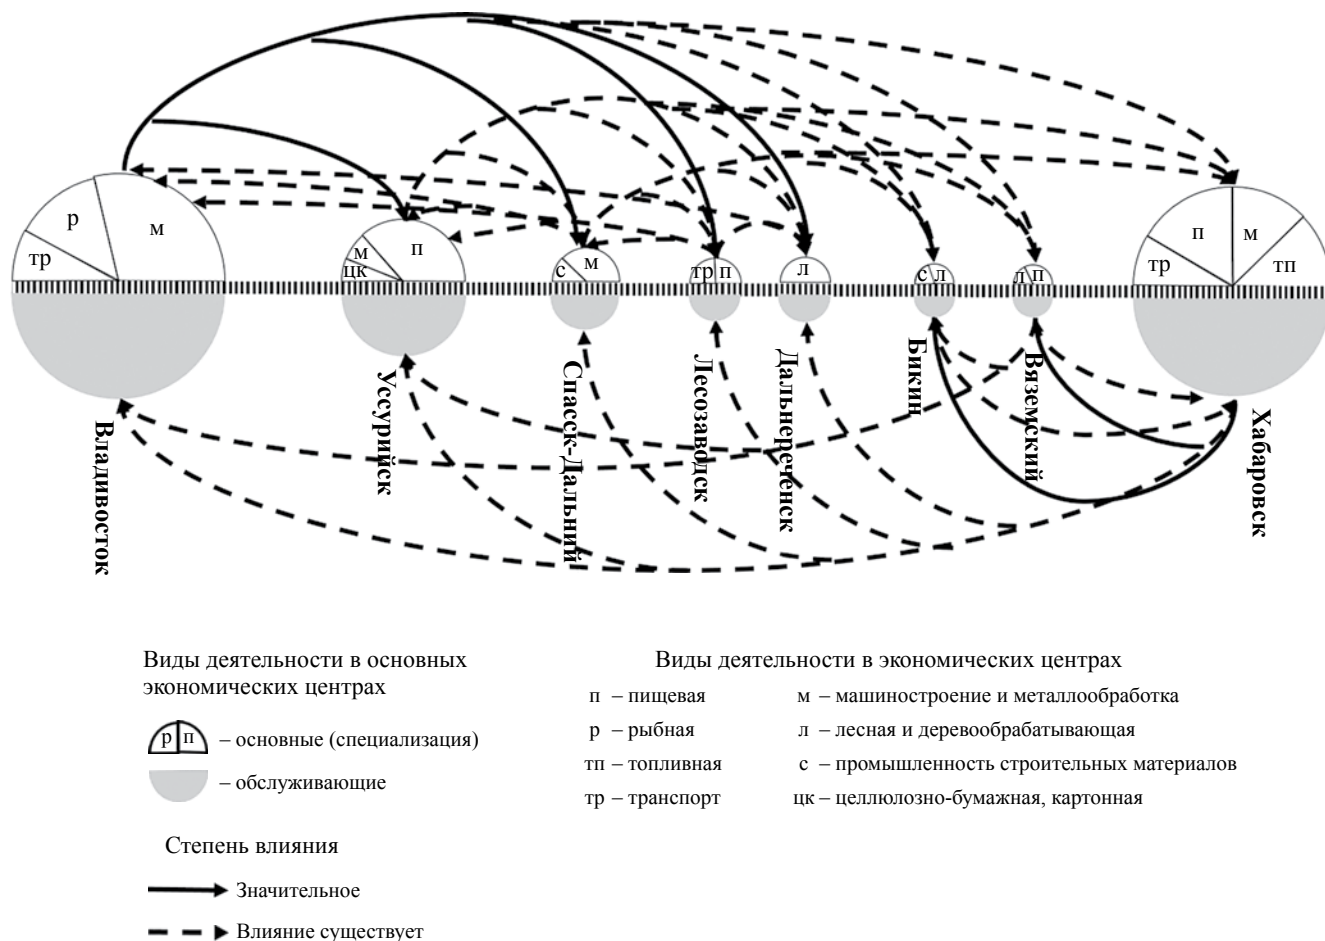 р
м
тр
м
п
цк
с
м
тр
п
л
с
л
л
п
п
м
тр
тп
Владивосток
Уссурийск
Спасск-Дальний
Лесозаводск
Дальнереченск
Бикин
Вяземский
Хабаровск
Виды деятельности в основных
экономических центрах
р п – основные (специализация)
– обслуживающие
Степень влияния
Значительное
Влияние существует
Виды деятельности в экономических центрах
п – пищевая
р – рыбная
тп – топливная
тр – транспорт
м – машиностроение и металлообработка
л – лесная и деревообрабатывающая
с – промышленность строительных материалов
цк – целлюлозно-бумажная, картонная